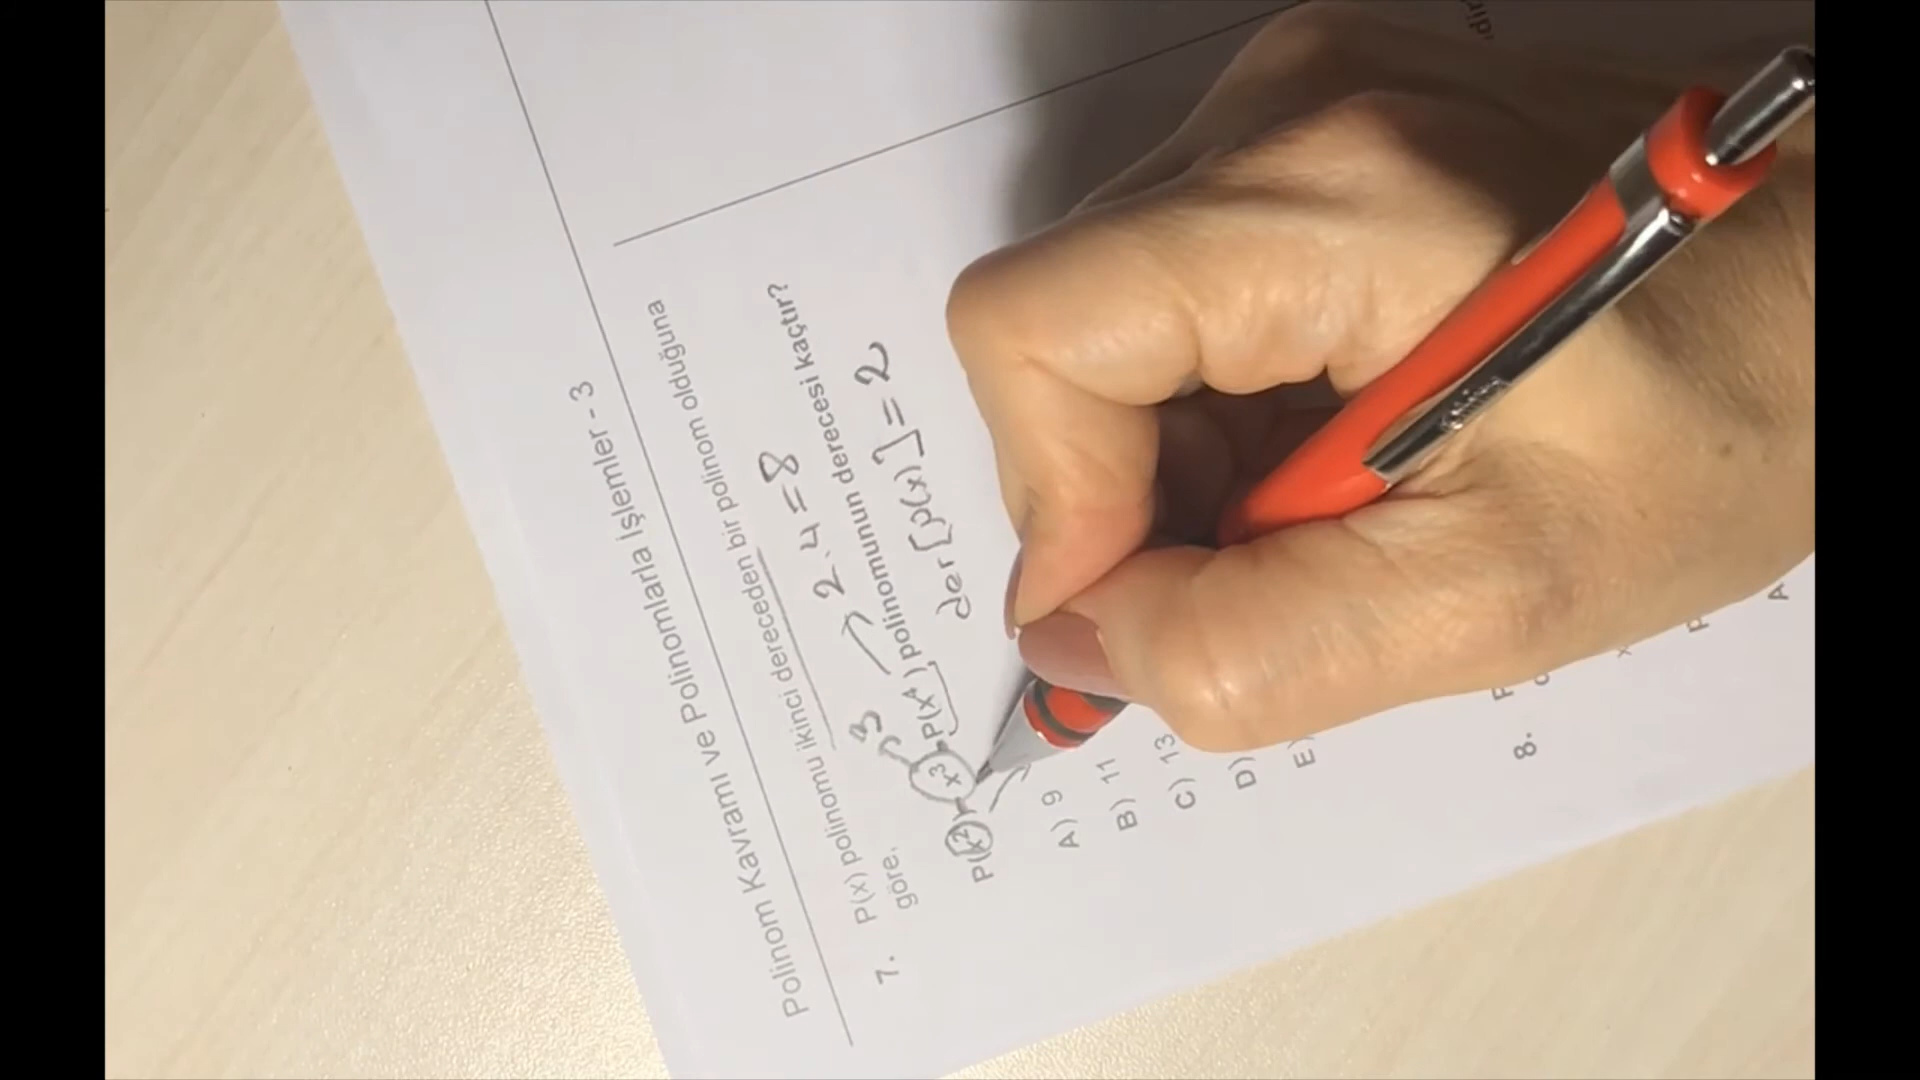 Polinom Kavramı ve Polinomlarla İşlemler - 3
7. P(x) polinomu ikinci dereceden bir polinom olduğuna
göre,
3
2.4=8
P(x²) + x³.P(x⁴) polinomunun derecesi kaçtır?
der[p(x)]=2
A) 9
B) 11
C) 13
D)
E)
8.